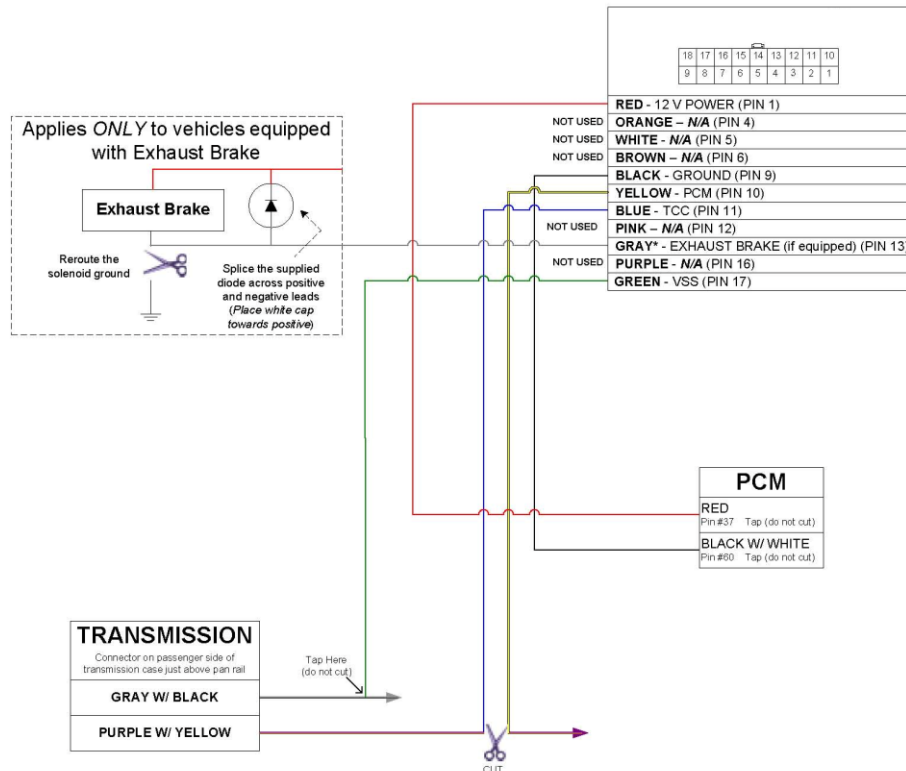 18 17 16 15 14 13 12 11 10
9 8 7 6 5 4 3 2 1
RED - 12 V POWER (PIN 1)
NOT USED ORANGE – N/A (PIN 4)
NOT USED WHITE - N/A (PIN 5)
NOT USED BROWN – N/A (PIN 6)
BLACK - GROUND (PIN 9)
YELLOW - PCM (PIN 10)
BLUE - TCC (PIN 11)
NOT USED PINK – N/A (PIN 12)
GRAY* - EXHAUST BRAKE (if equipped) (PIN 13)
NOT USED PURPLE - N/A (PIN 16)
GREEN - VSS (PIN 17)
Applies ONLY to vehicles equipped
with Exhaust Brake
Exhaust Brake
Reroute the
solenoid ground
Splice the supplied
diode across positive
and negative leads
(Place white cap
towards positive)
PCM
RED
Pin #37 Tap (do not cut)
BLACK W/ WHITE
Pin #60 Tap (do not cut)
TRANSMISSION
Connector on passenger side of
transmission case just above pan rail
GRAY W/ BLACK
PURPLE W/ YELLOW
Tap Here
(do not cut)
CUT